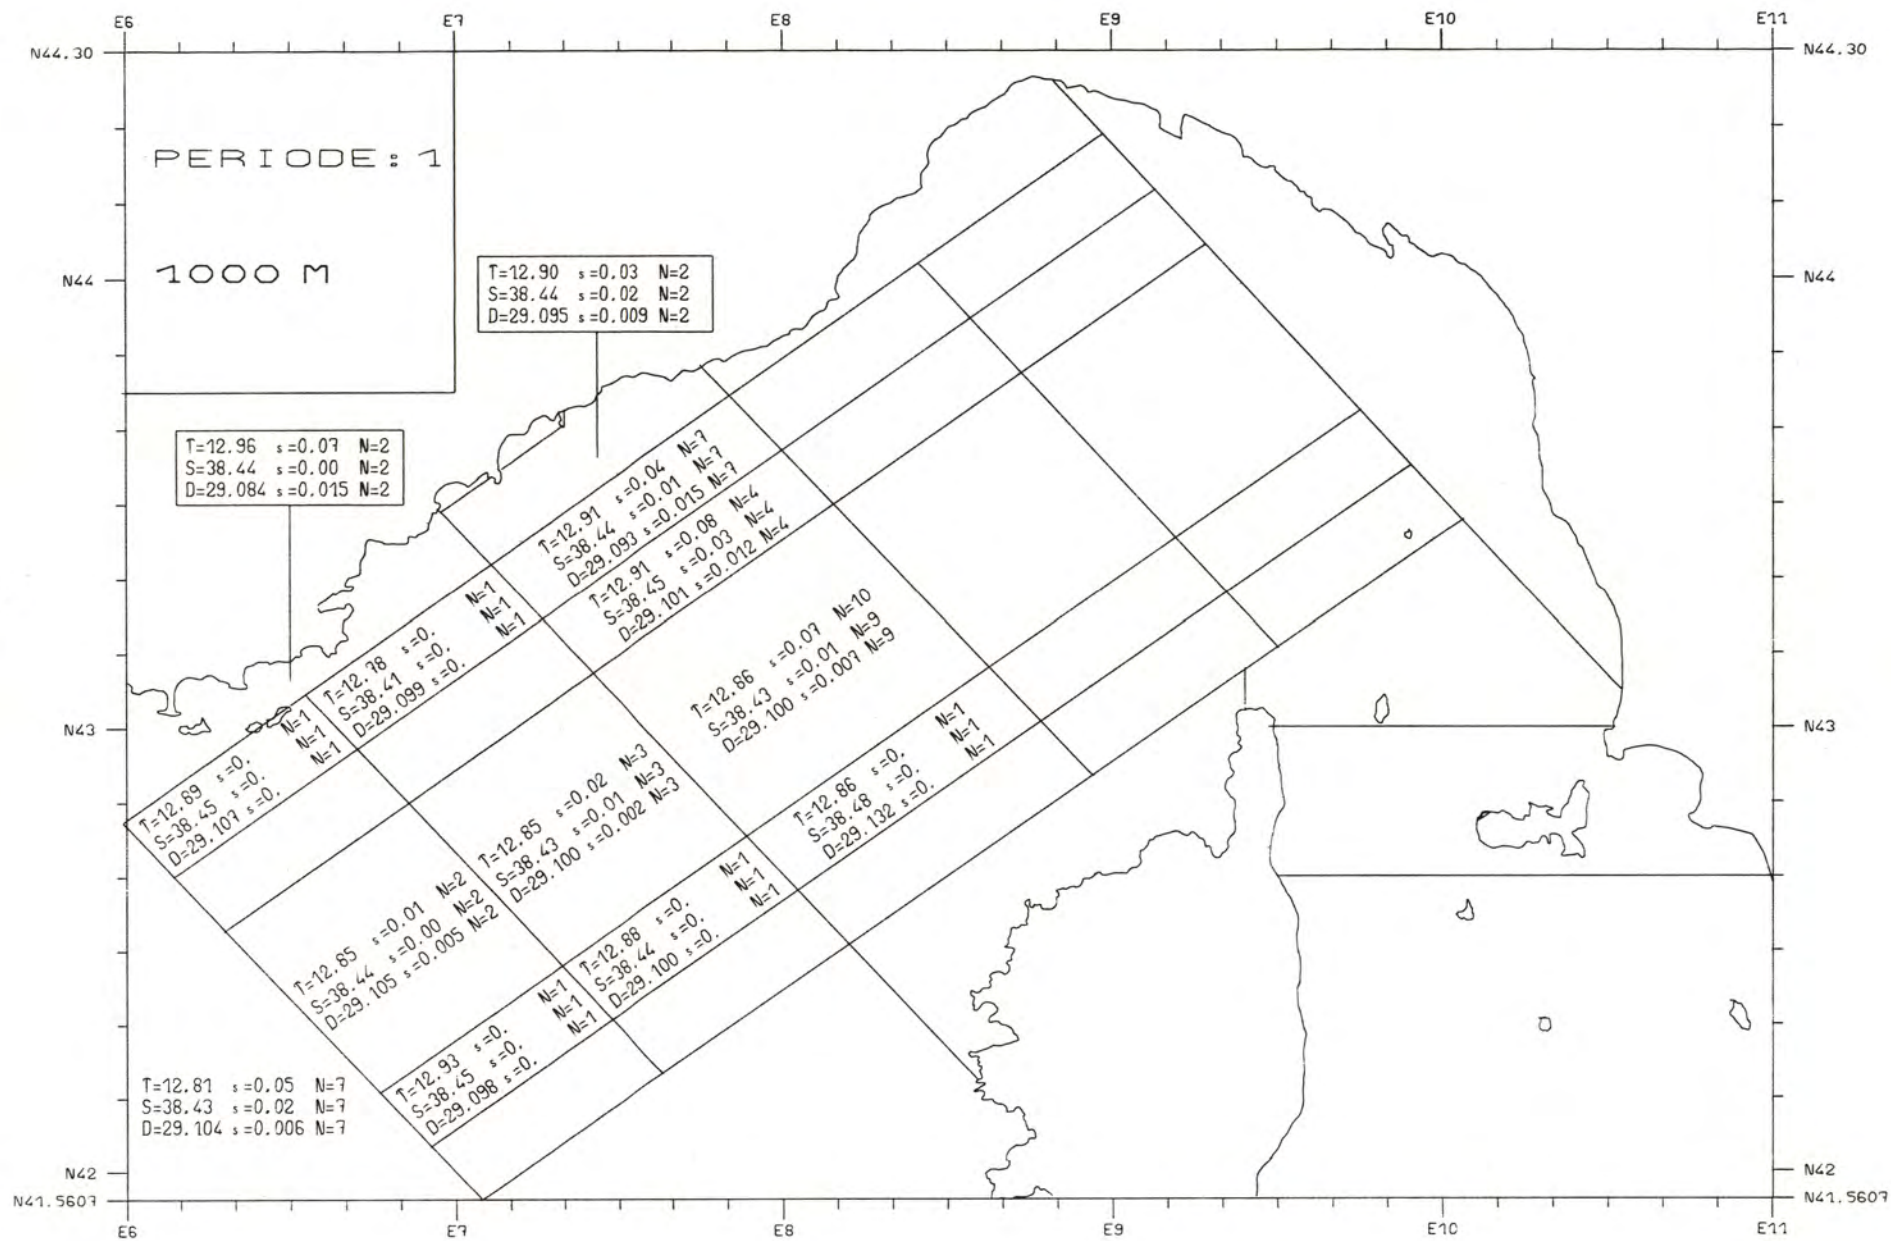 E6 E7 E8 E9 E10 E11
N44.30 N44.30
PERIODE: 1
1000 M
N44 N44
T=12.90 s=0.03 N=2
S=38.44 s=0.02 N=2
D=29.095 s=0.009 N=2
T=12.96 s=0.07 N=2
S=38.44 s=0.00 N=2
D=29.084 s=0.015 N=2
T=12.91 s=0.04 N=7
S=38.44 s=0.01 N=7
D=29.093 s=0.015 N=7
T=12.91 s=0.08 N=4
S=38.45 s=0.03 N=4
D=29.101 s=0.012 N=4
T=12.78 s=0. N=1
S=38.41 s=0. N=1
D=29.099 s=0. N=1
T=12.86 s=0.07 N=10
S=38.43 s=0.01 N=9
D=29.100 s=0.007 N=9
N43 N43
T=12.89 s=0. N=1
S=38.45 s=0. N=1
D=29.107 s=0. N=1
T=12.85 s=0.02 N=3
S=38.43 s=0.01 N=3
D=29.100 s=0.002 N=3
T=12.86 s=0. N=1
S=38.48 s=0. N=1
D=29.132 s=0. N=1
T=12.85 s=0.01 N=2
S=38.44 s=0.00 N=2
D=29.105 s=0.005 N=2
T=12.88 s=0. N=1
S=38.44 s=0. N=1
D=29.100 s=0. N=1
T=12.93 s=0. N=1
S=38.45 s=0. N=1
D=29.098 s=0. N=1
T=12.81 s=0.05 N=7
S=38.43 s=0.02 N=7
D=29.104 s=0.006 N=7
N42 N42
N41.5607 N41.5607
E6 E7 E8 E9 E10 E11